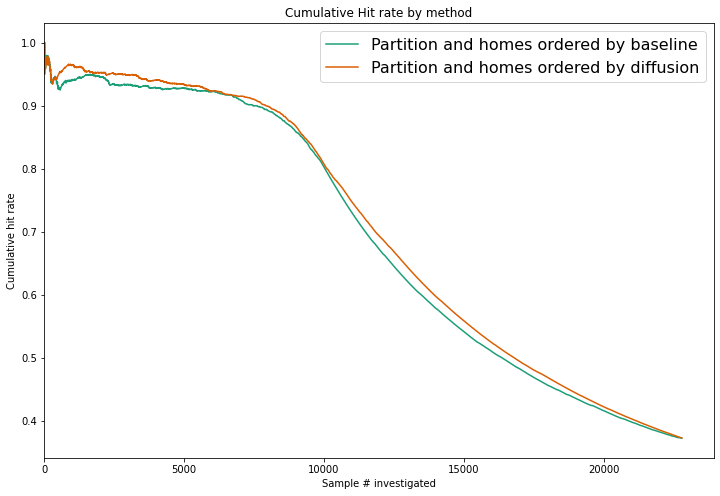 Cumulative Hit rate by method
Partition and homes ordered by baseline
Partition and homes ordered by diffusion
Cumulative hit rate
1.0
0.9
0.8
0.7
0.6
0.5
0.4
0
5000
10000
15000
20000
Sample # investigated